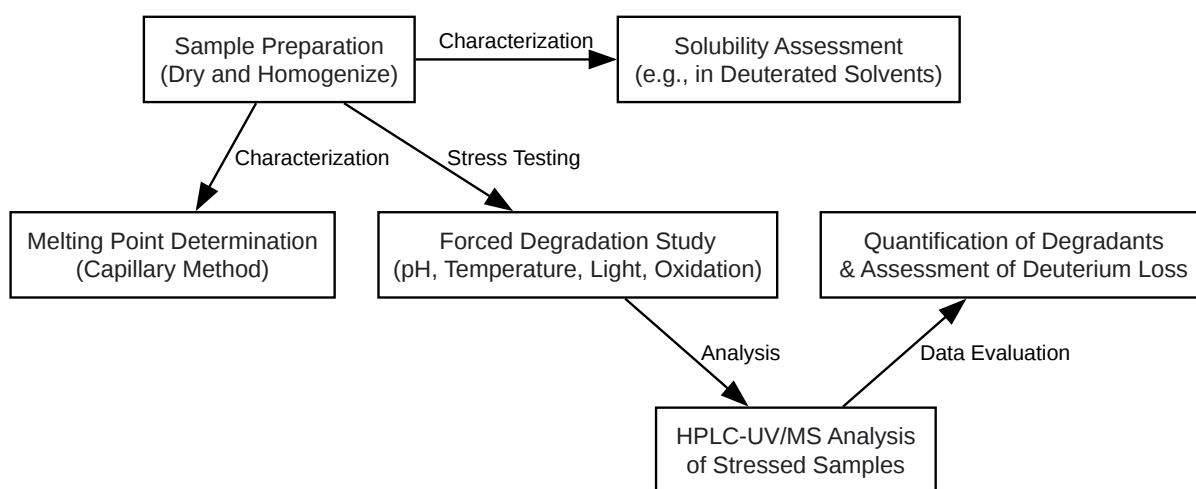 Sample Preparation
(Dry and Homogenize)
Characterization
Solubility Assessment
(e.g., in Deuterated Solvents)
Characterization
Stress Testing
Melting Point Determination
(Capillary Method)
Forced Degradation Study
(pH, Temperature, Light, Oxidation)
Quantification of Degradants
& Assessment of Deuterium Loss
Analysis
Data Evaluation
HPLC-UV/MS Analysis
of Stressed Samples